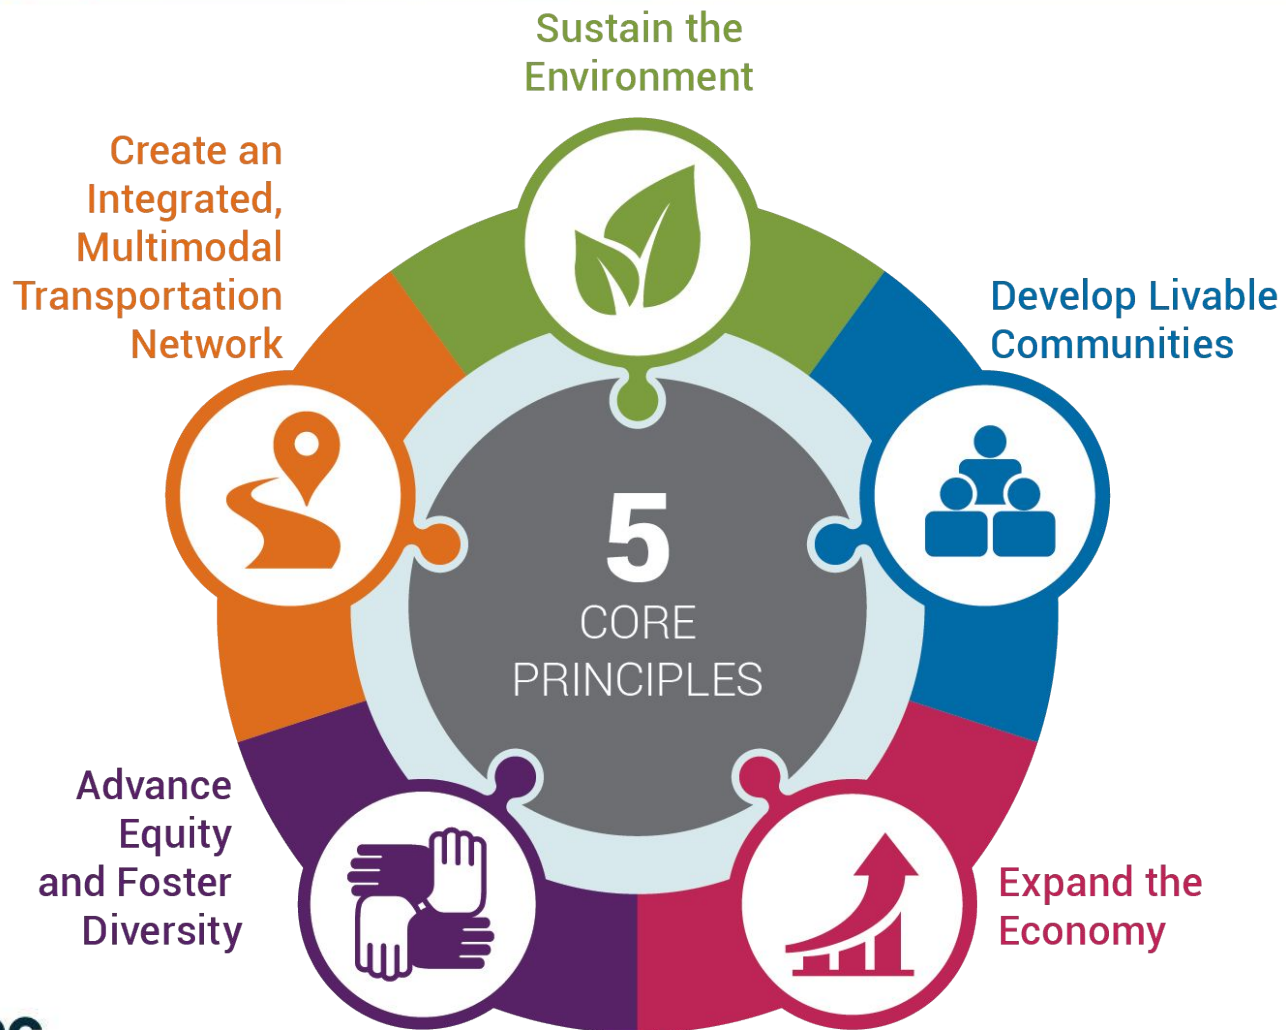 Sustain the
Environment
Create an
Integrated,
Multimodal
Transportation
Network
Develop Livable
Communities
5
CORE
PRINCIPLES
Advance
Equity
and Foster
Diversity
Expand the
Economy